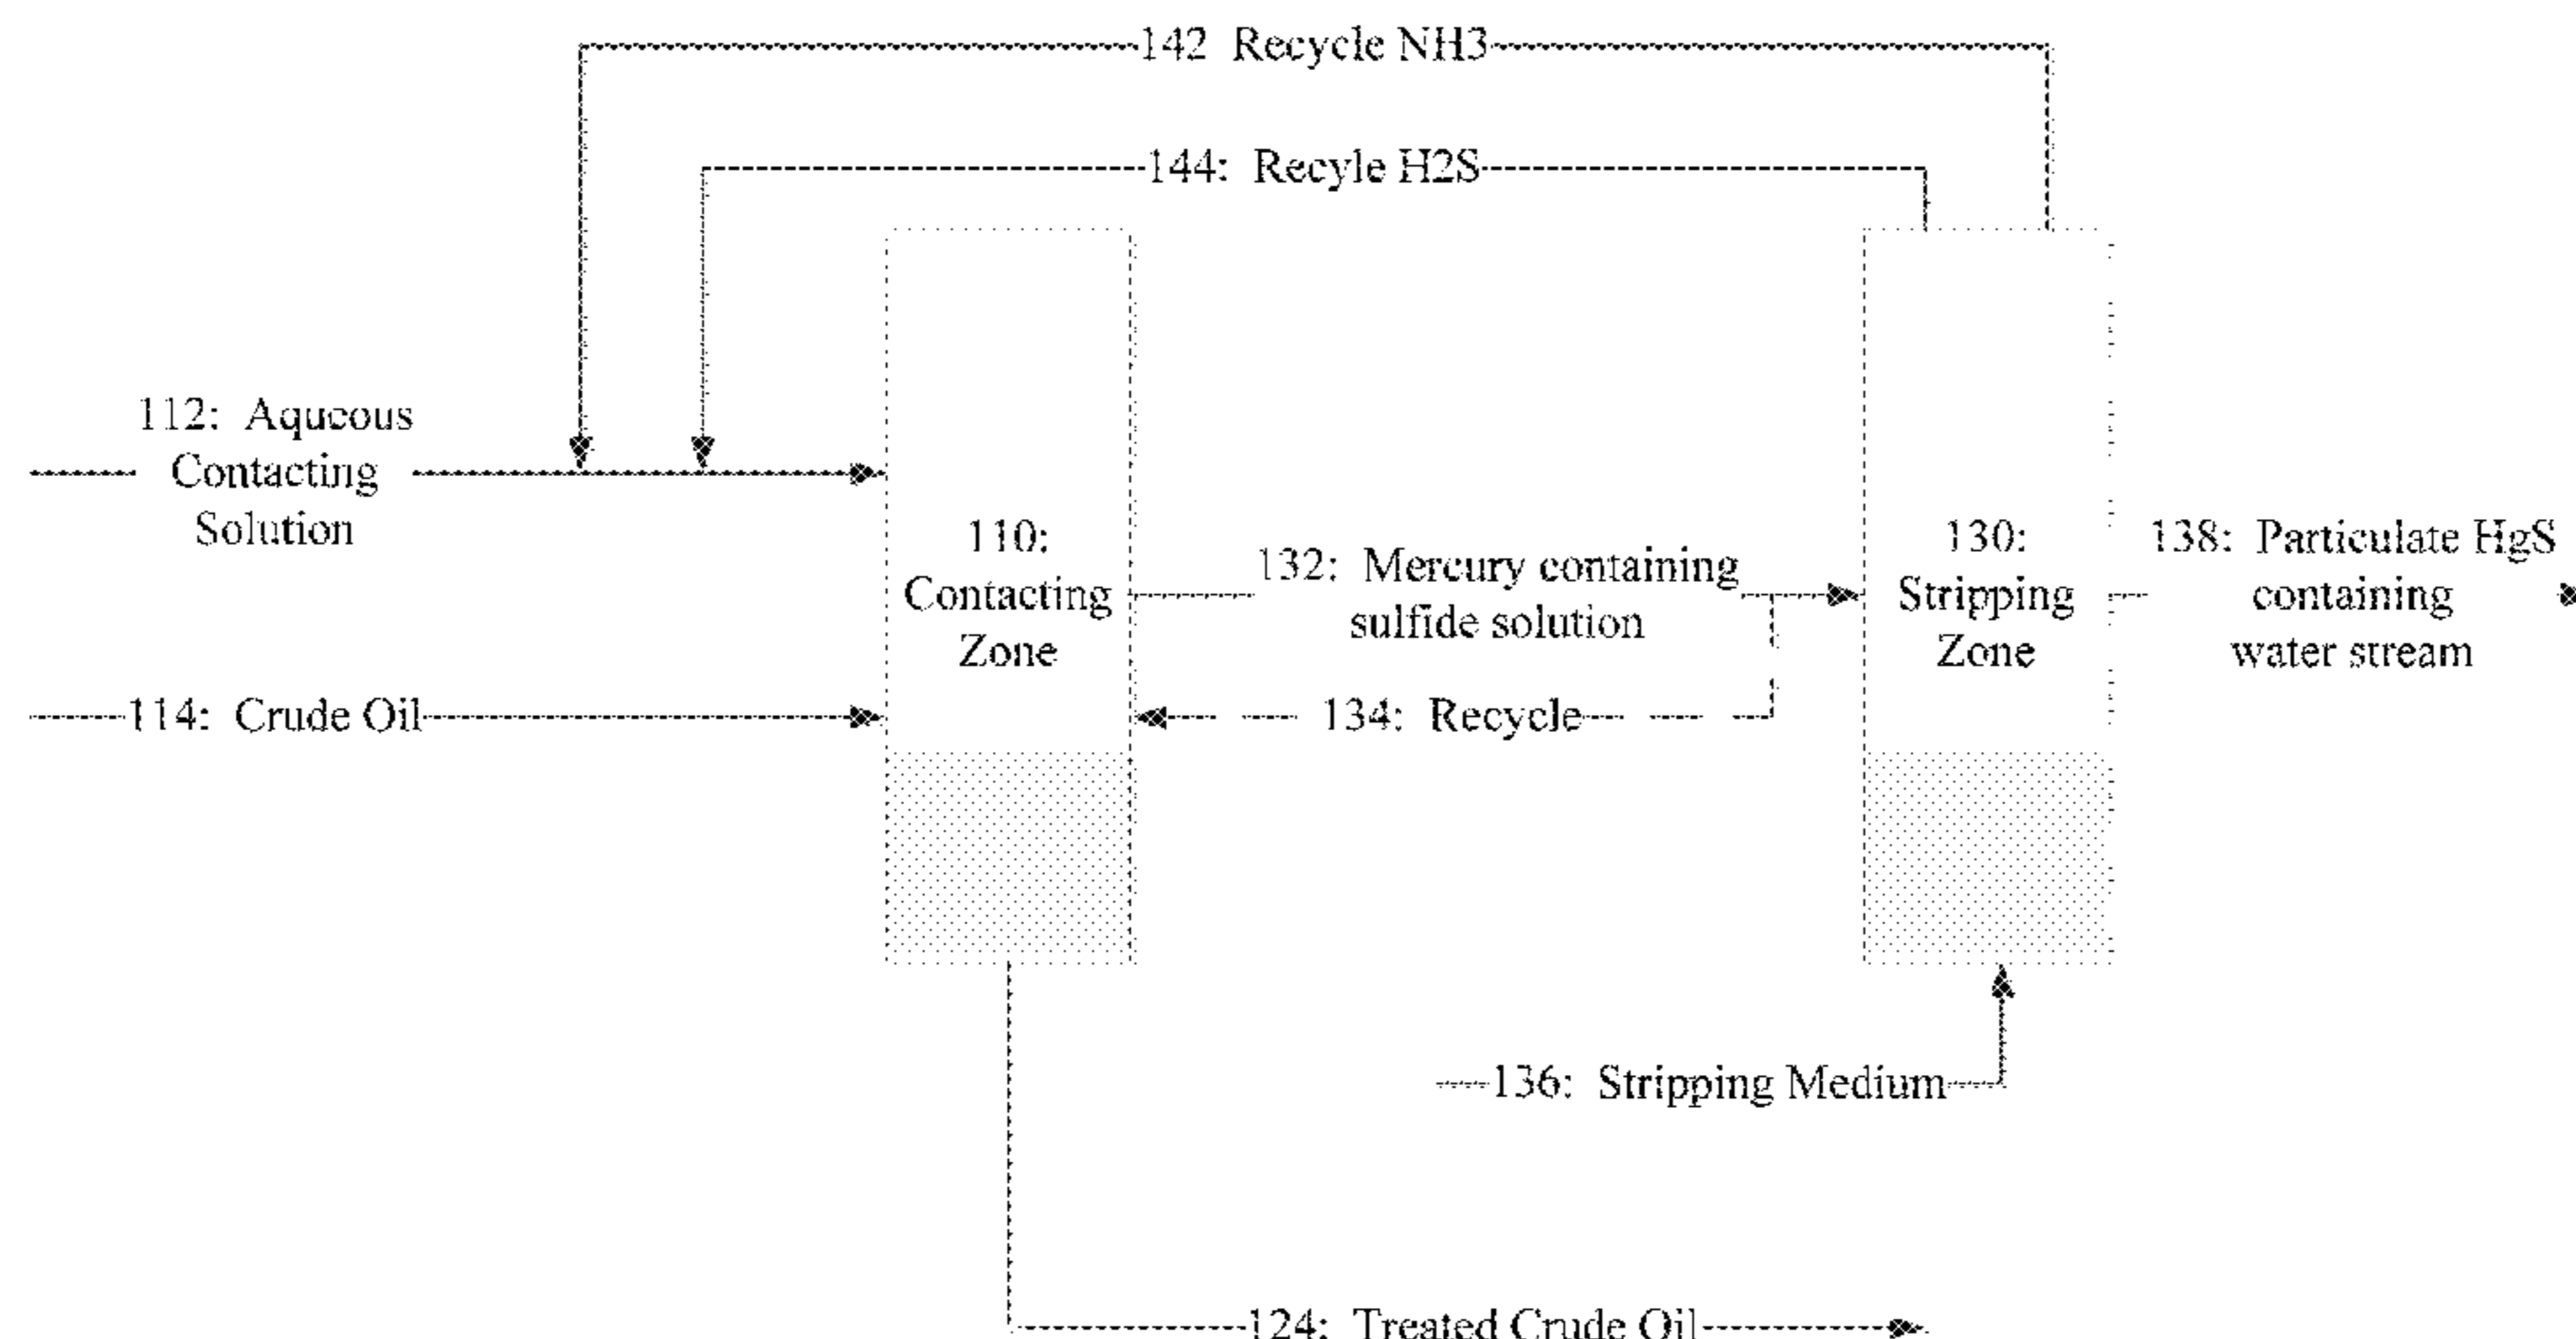 142 Recycle NH3
144: Recyle H2S
112: Aqueous
Contacting
Solution
110:
Contacting
Zone
132: Mercury containing
sulfide solution
130:
Stripping
Zone
138: Particulate HgS
containing
water stream
114: Crude Oil
134: Recycle
136: Stripping Medium
124: Treated Crude Oil